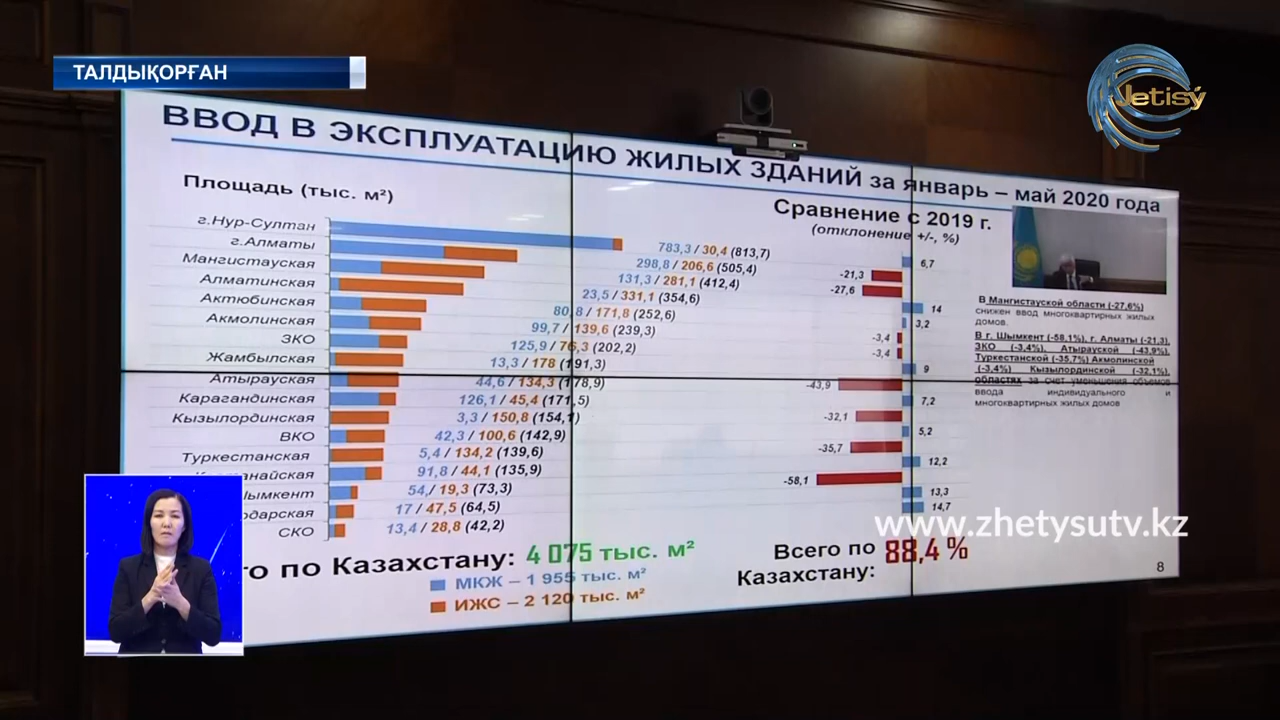 ТАЛДЫҚОРҒАН
Jetisý
ВВОД В ЭКСПЛУАТАЦИЮ ЖИЛЫХ ЗДАНИЙ за январь – май 2020 года
Площадь (тыс. м²)
г.Нур-Султан
г.Алматы
Мангистауская
Алматинская
Актюбинская
Акмолинская
ЗКО
Жамбылская
Атырауская
Карагандинская
Кызылординская
ВКО
Туркестанская
СКО
783,3 / 30,4 (813,7)
298,8 / 206,6 (505,4)
131,3 / 281,1 (412,4)
23,5 / 331,1 (354,6)
80,8 / 171,8 (252,6)
99,7 / 139,6 (239,3)
125,9 / 76,3 (202,2)
13,3 / 178 (191,3)
44,6 / 134,3 (178,9)
126,1 / 45,4 (171,5)
3,3 / 150,8 (154,1)
42,3 / 100,6 (142,9)
5,4 / 134,2 (139,6)
91,8 / 44,1 (135,9)
54,/ 19,3 (73,3)
17 / 47,5 (64,5)
13,4 / 28,8 (42,2)
по Казахстану: 4 075 тыс. м²
МКЖ – 1 955 тыс. м²
ИЖС – 2 120 тыс. м²
Сравнение с 2019 г.
(отклонение +/-, %)
6,7
-21,3
-27,6
14
3,2
-3,4
-3,4
9
-43,9
7,2
-32,1
5,2
-35,7
12,2
-58,1
13,3
14,7
Всего по
Казахстану:
88,4 %
В Мангистауской области (-27,6%)
снижен ввод многоквартирных жилых
домов.
В г. Шымкент (-58,1%), г. Алматы (-21,3),
ЗКО (-3,4%), Атырауской (-43,9%),
Туркестанской (-35,7%) Акмолинской
(-3,4%) Кызылординской (-32,1%),
областях за счет уменьшения объемов
ввода индивидуального и
многоквартирных жилых домов
www.zhetysutv.kz
8